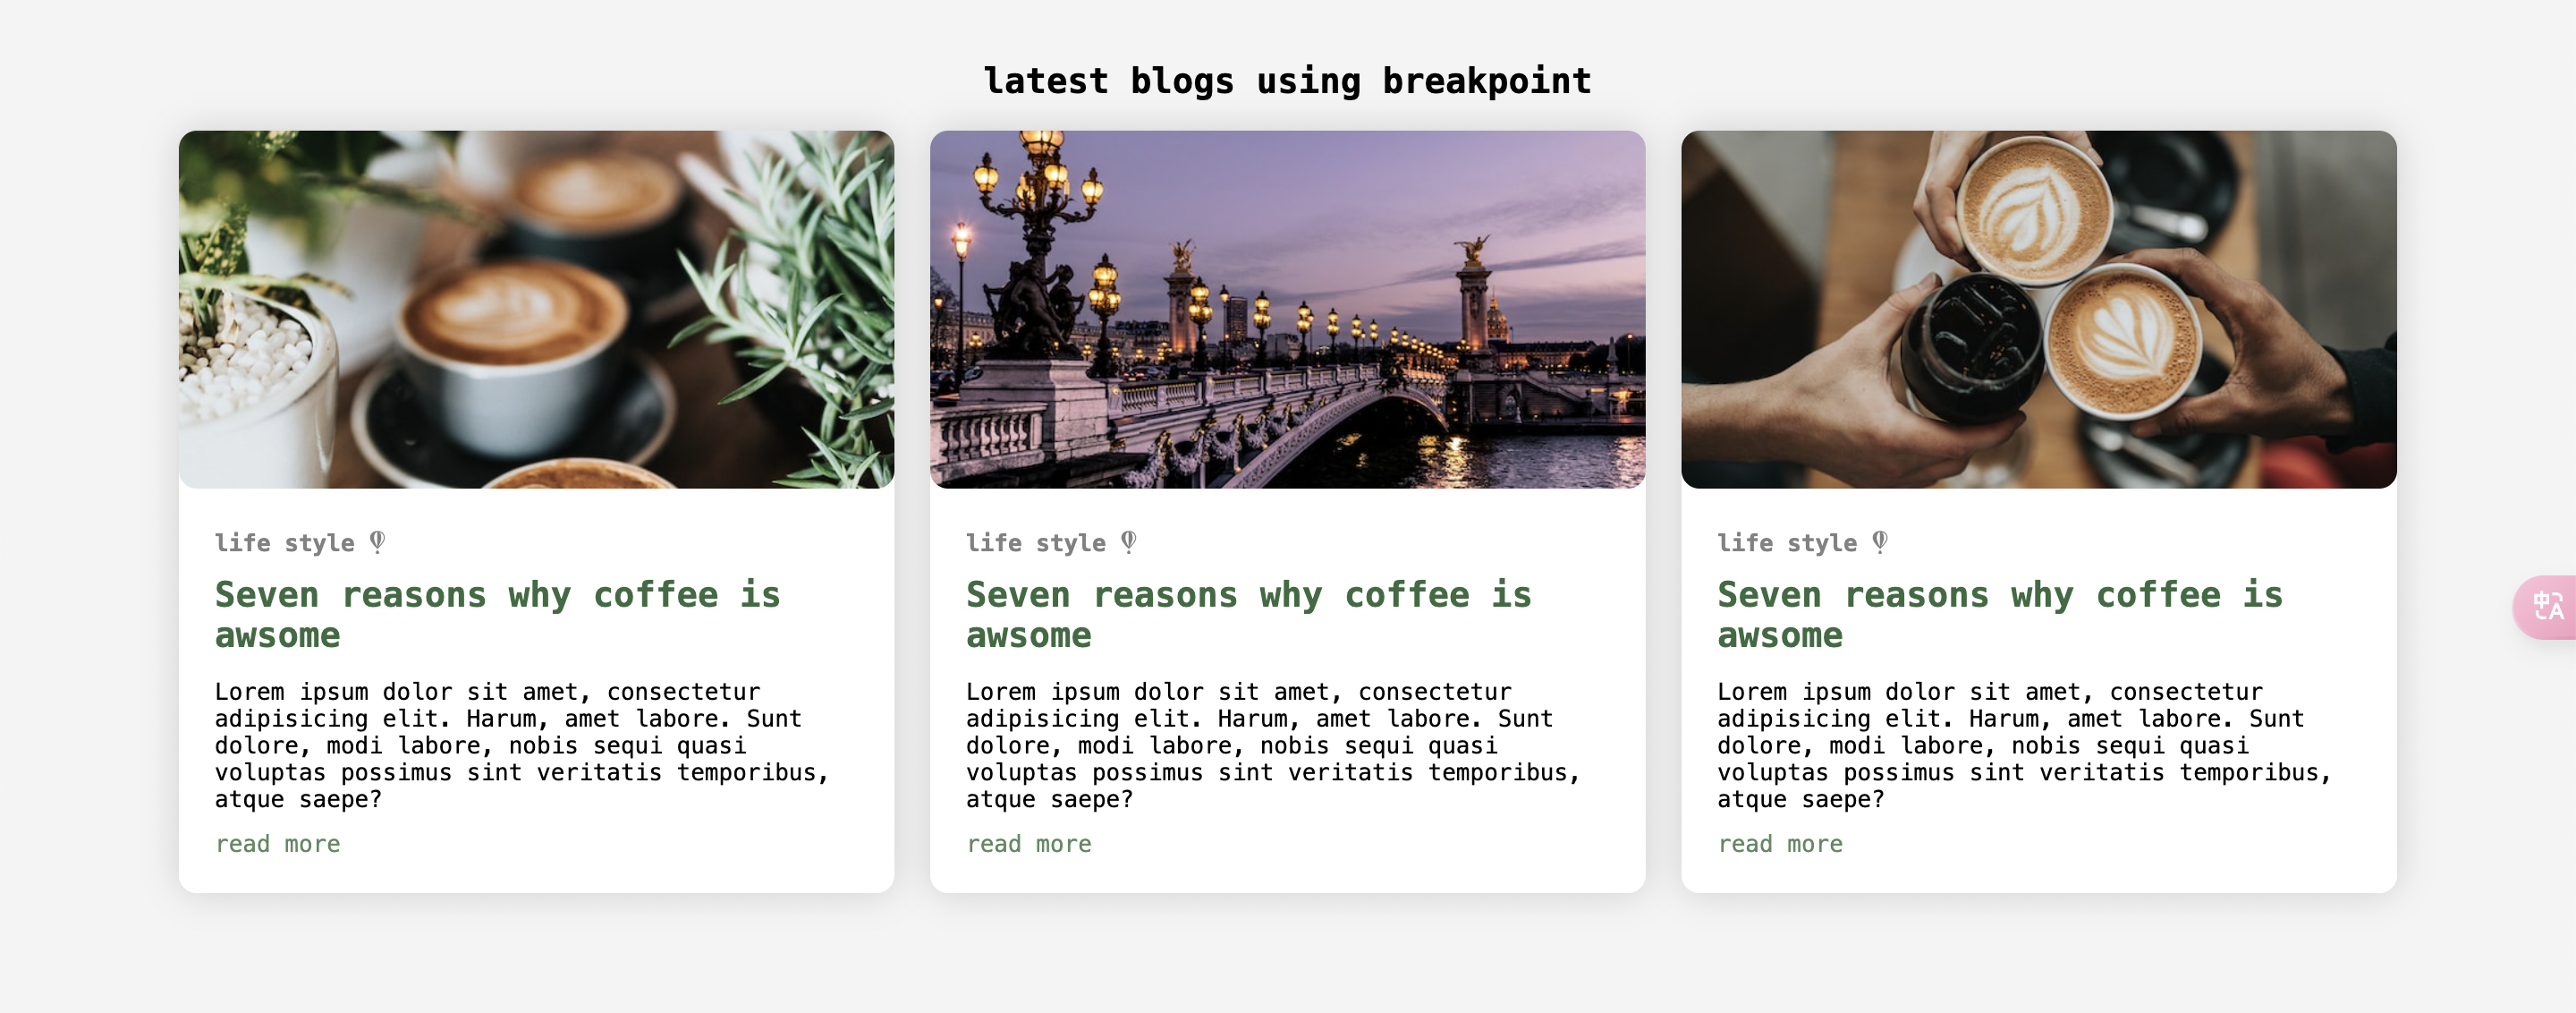 latest blogs using breakpoint
life style
Seven reasons why coffee is
awsome
Lorem ipsum dolor sit amet, consectetur
adipisicing elit. Harum, amet labore. Sunt
dolore, modi labore, nobis sequi quasi
voluptas possimus sint veritatis temporibus,
atque saepe?
read more
life style
Seven reasons why coffee is
awsome
Lorem ipsum dolor sit amet, consectetur
adipisicing elit. Harum, amet labore. Sunt
dolore, modi labore, nobis sequi quasi
voluptas possimus sint veritatis temporibus,
atque saepe?
read more
life style
Seven reasons why coffee is
awsome
Lorem ipsum dolor sit amet, consectetur
adipisicing elit. Harum, amet labore. Sunt
dolore, modi labore, nobis sequi quasi
voluptas possimus sint veritatis temporibus,
atque saepe?
read more
中A